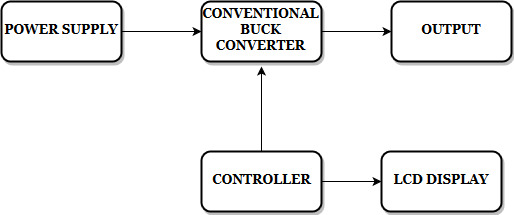 POWER SUPPLY
CONVENTIONAL
BUCK
CONVERTER
OUTPUT
CONTROLLER
LCD DISPLAY